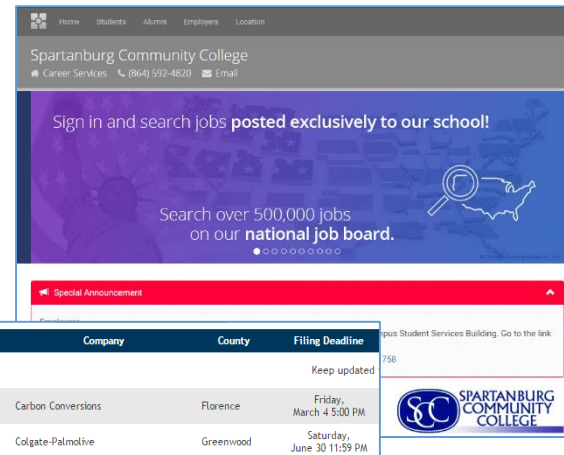 Home Students Alumni Employers Location
Spartanburg Community College
Career Services (864) 592-4820 Email
Sign in and search jobs posted exclusively to our school!
Search over 500,000 jobs
on our national job board.
Special Announcement
pus Student Services Building. Go to the link
758
Company County Filing Deadline
Keep updated
Carbon Conversions Florence Friday,
March 4 5:00 PM
Colgate-Palmolive Greenwood Saturday,
June 30 11:59 PM
SCC
SPARTANBURG
COMMUNITY
COLLEGE